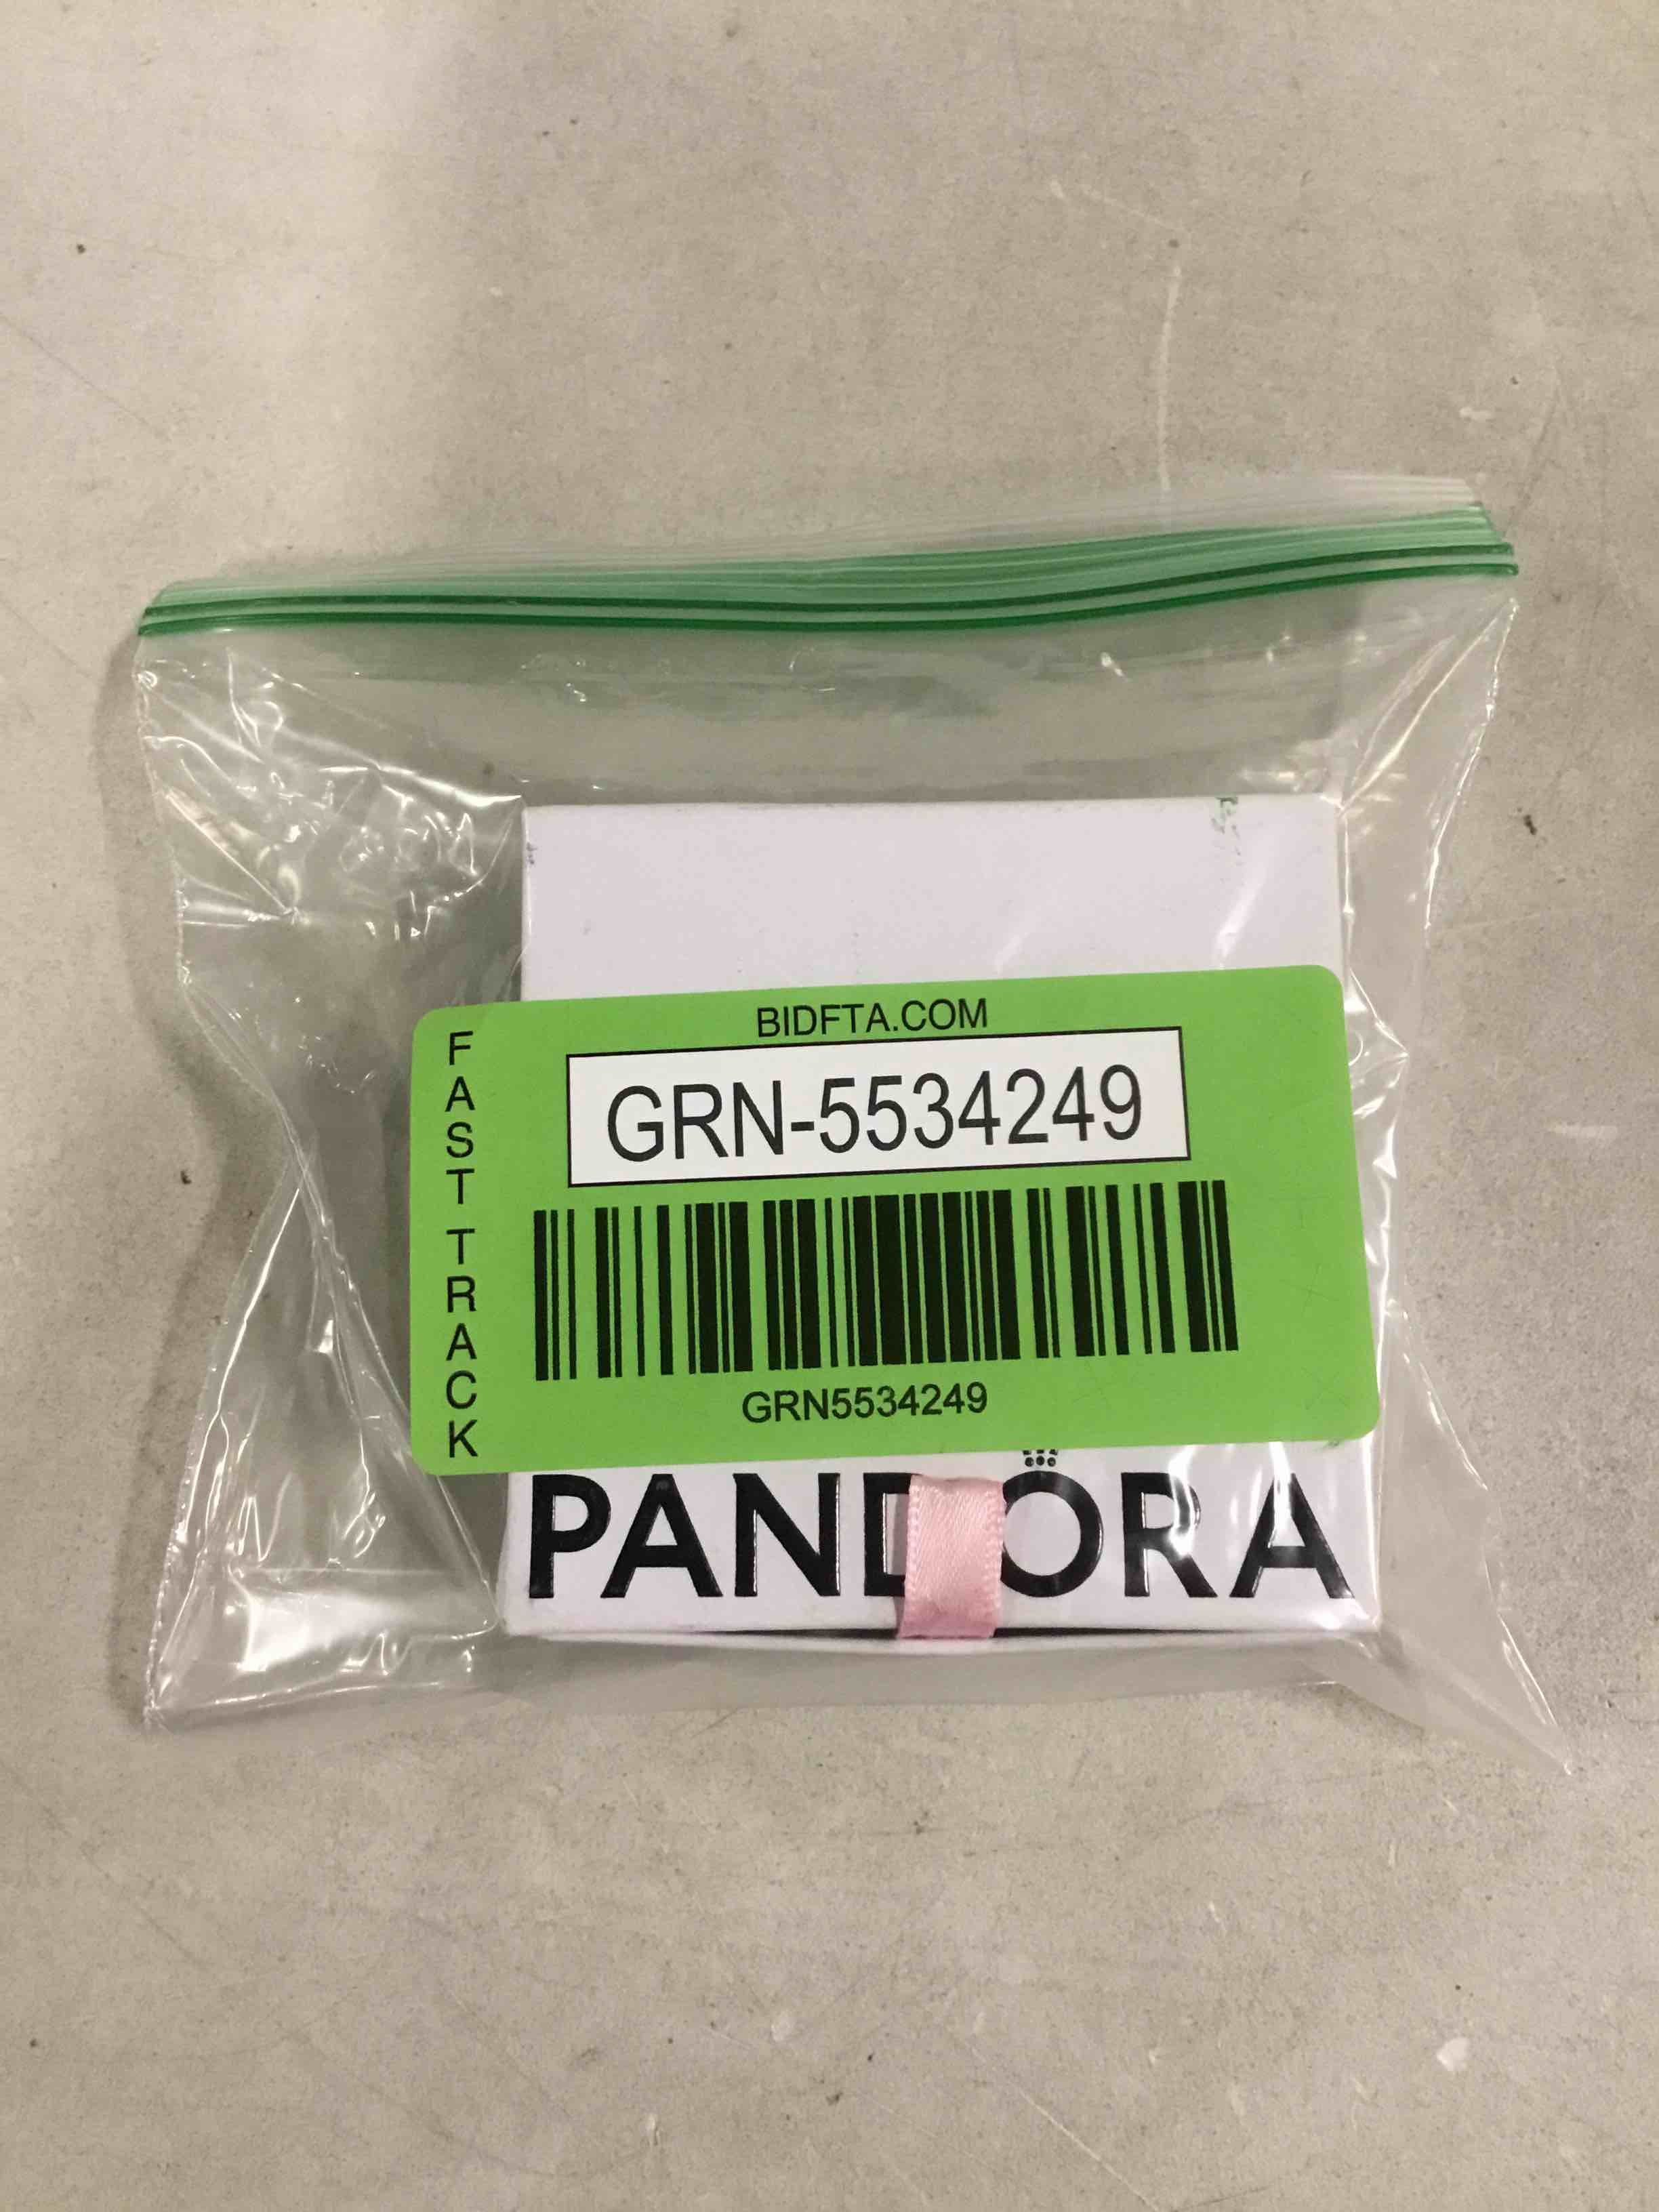 BIDFTA.COM
FAST TRACK
GRN-5534249
GRN5534249
PANDORA